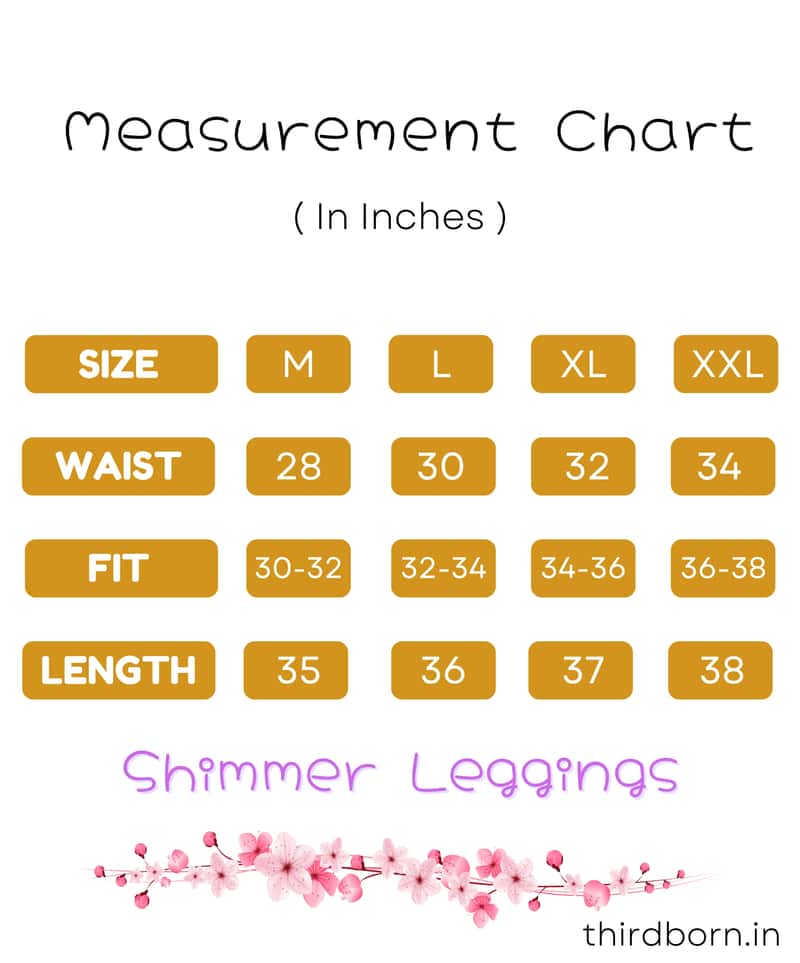 Measurement Chart
( In Inches )
SIZE M L XL XXL
WAIST 28 30 32 34
FIT 30-32 32-34 34-36 36-38
LENGTH 35 36 37 38
Shimmer Leggings
thirdborn.in